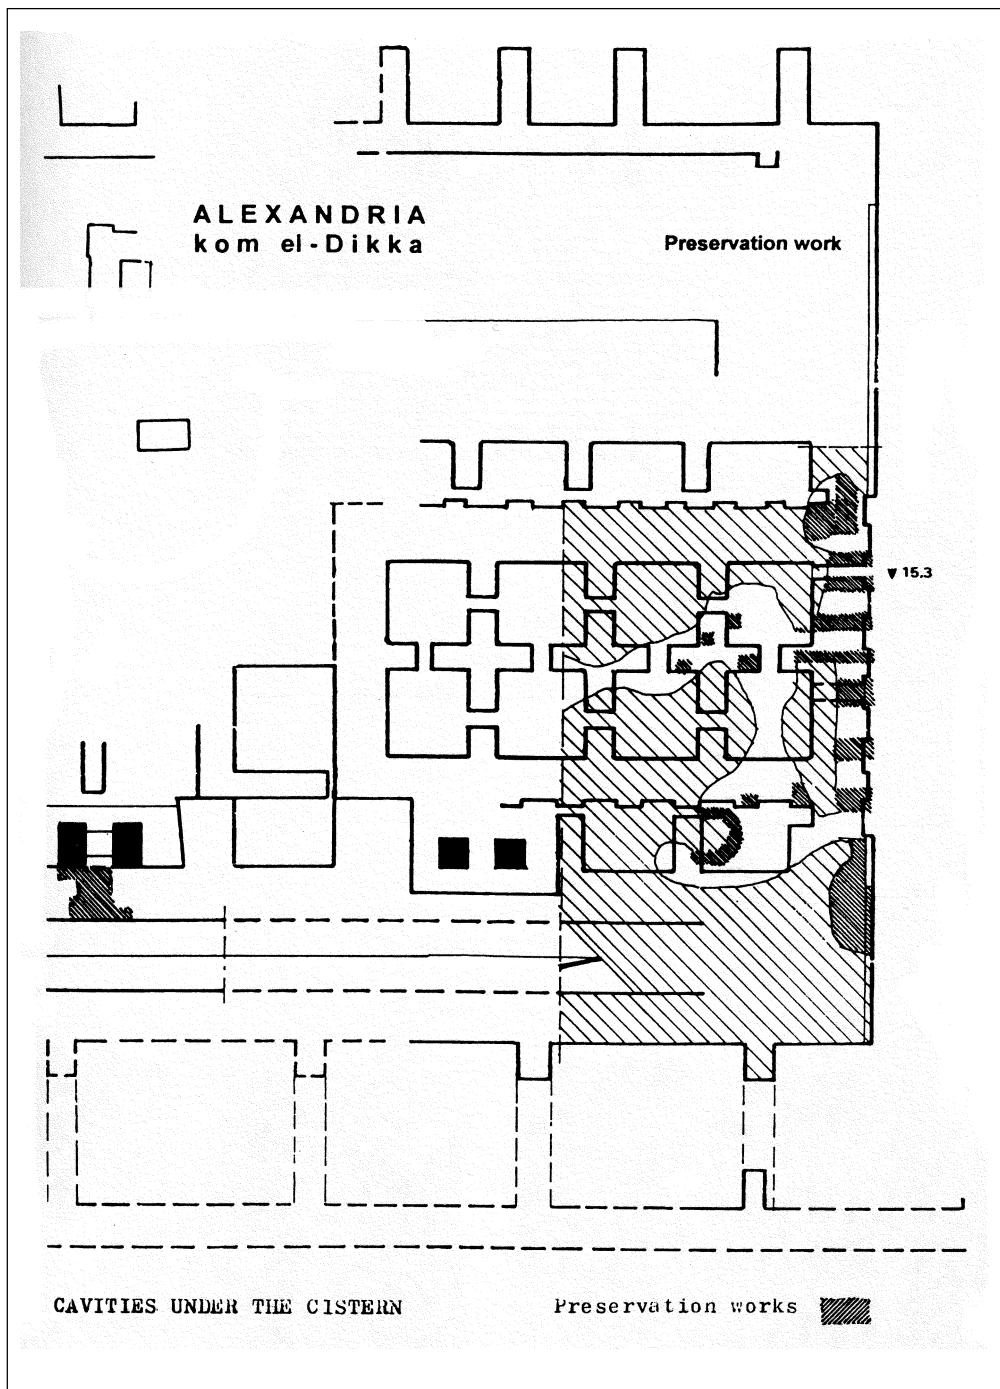 ALEXANDRIA
kom el-Dikka
Preservation work
▼ 15.3
CAVITIES UNDER THE CISTERN
Preservation works